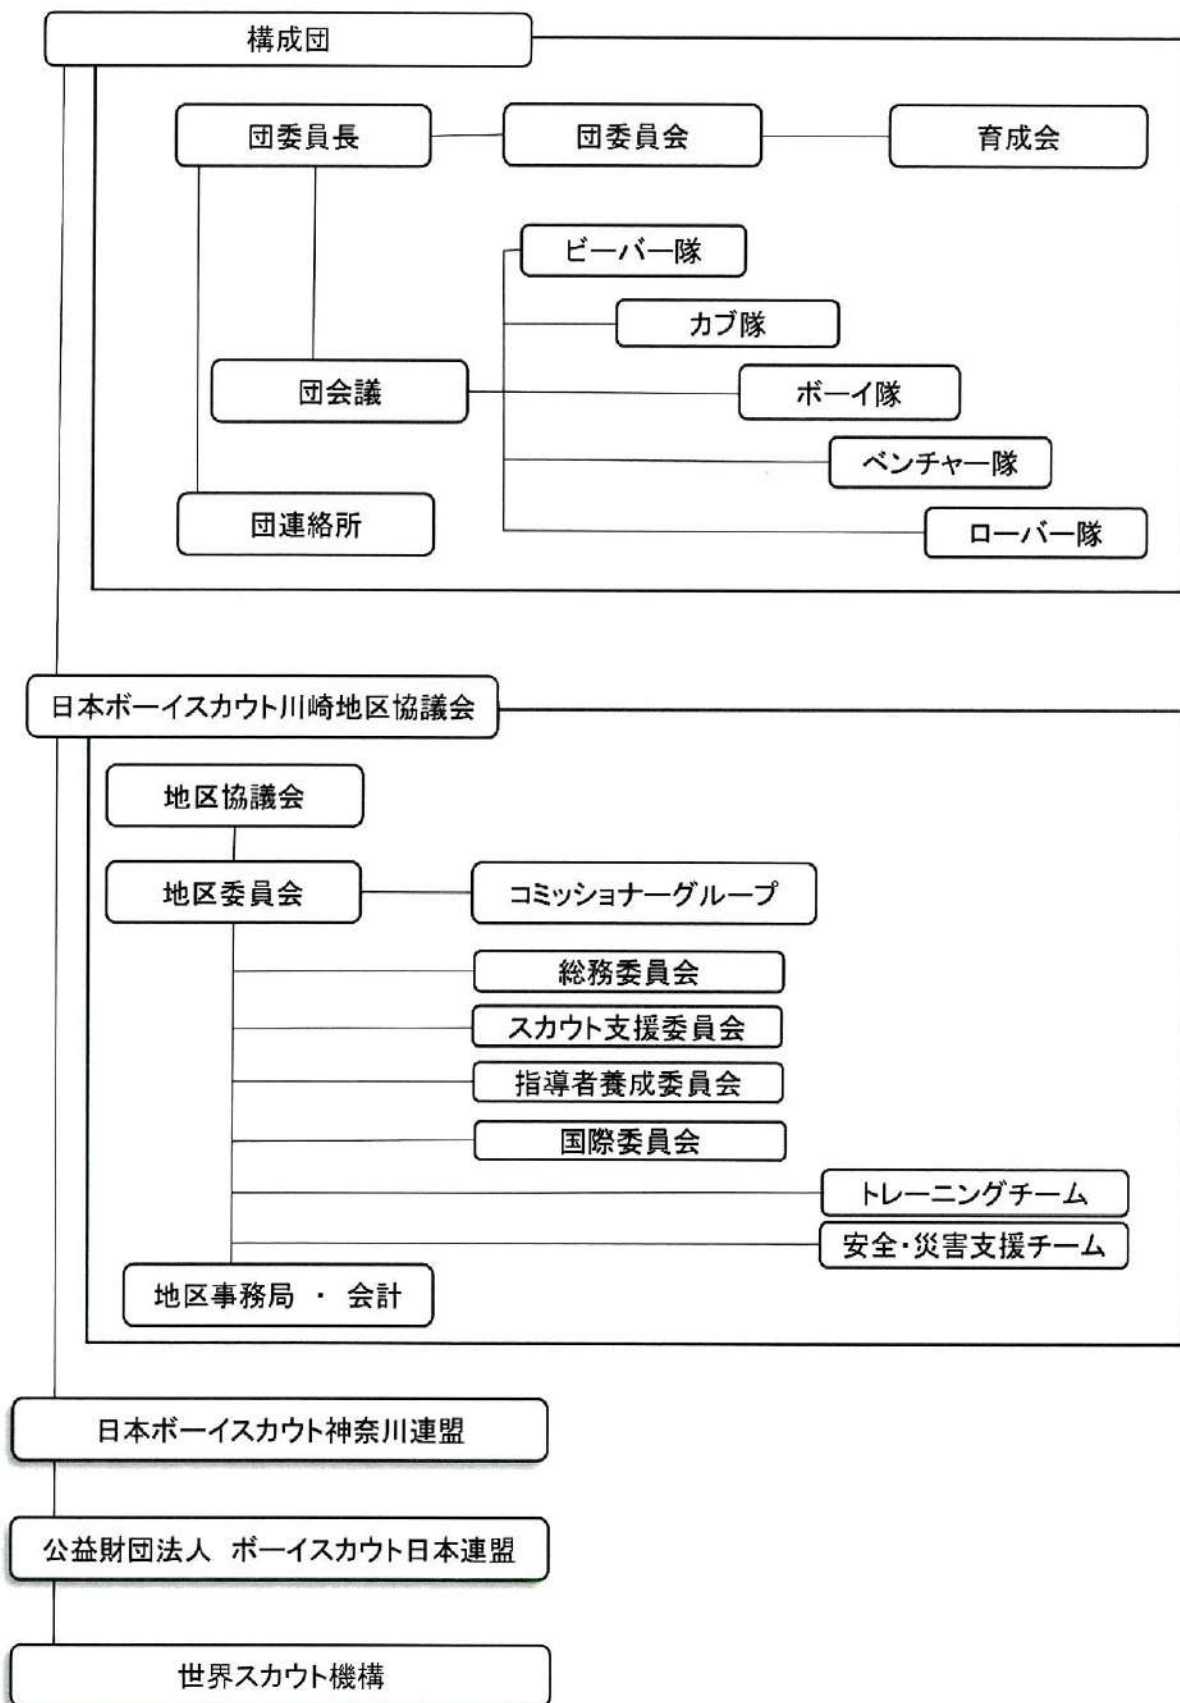 構成団
団委員長 団委員会 育成会
ビーバー隊
カブ隊
団会議 ボーイ隊
ベンチャー隊
団連絡所 ローバー隊
日本ボーイスカウト川崎地区協議会
地区協議会
地区委員会 コミッショナーグループ
総務委員会
スカウト支援委員会
指導者養成委員会
国際委員会
トレーニングチーム
安全・災害支援チーム
地区事務局 ・ 会計
日本ボーイスカウト神奈川連盟
公益財団法人 ボーイスカウト日本連盟
世界スカウト機構